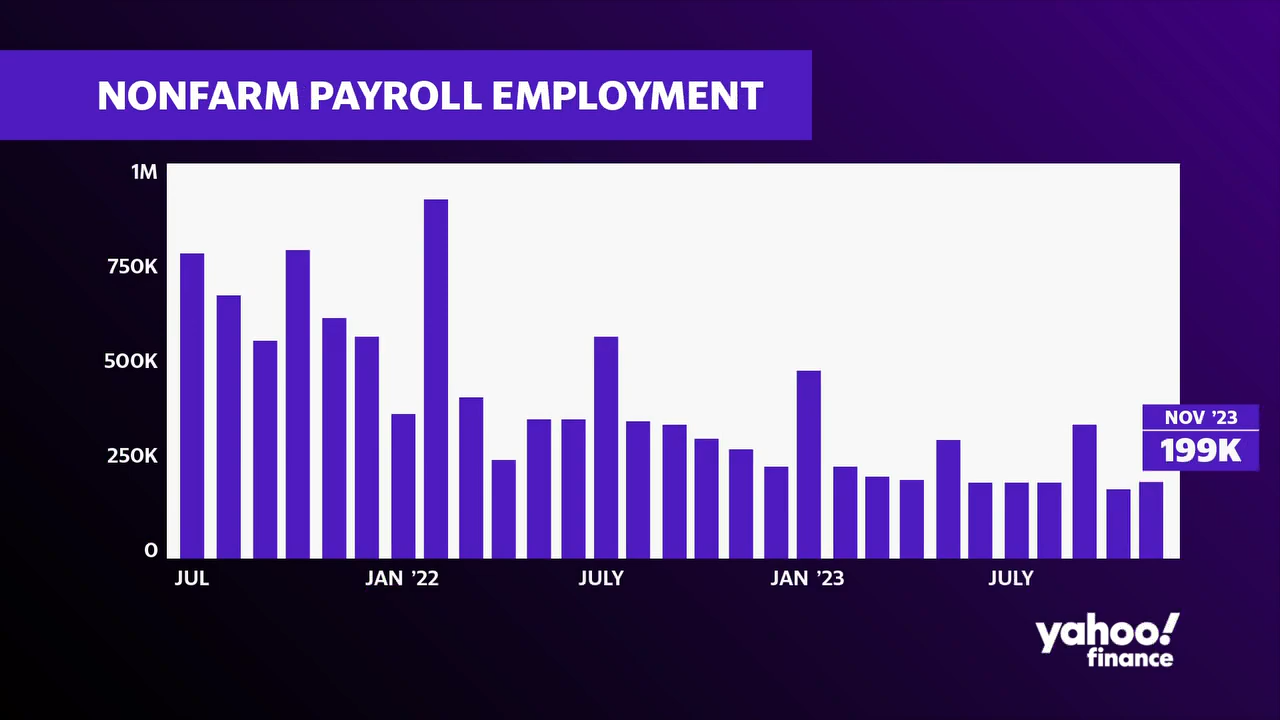 NONFARM PAYROLL EMPLOYMENT
1M
750K
500K
250K
0
JUL
JAN ’22
JULY
JAN ’23
JULY
NOV ’23
199K
yahoo!
finance